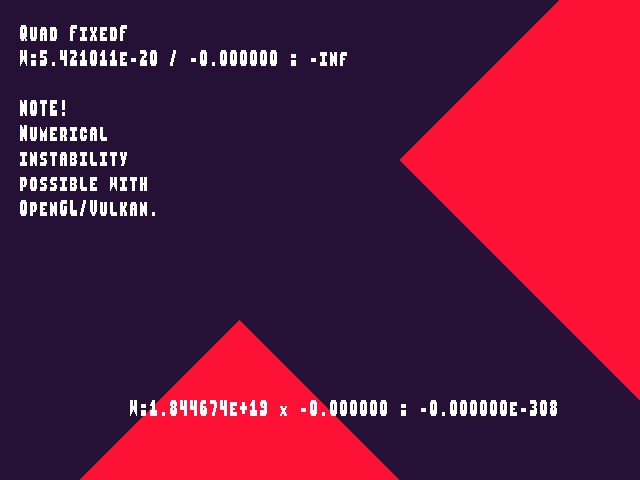 Quad fixedf
W:5.421011e-20 / -0.000000 : -inf
NOTE!
Numerical
instability
possible with
OpenGL/Vulkan.
W:1.844674e+19 x -0.000000 : -0.000000e-308